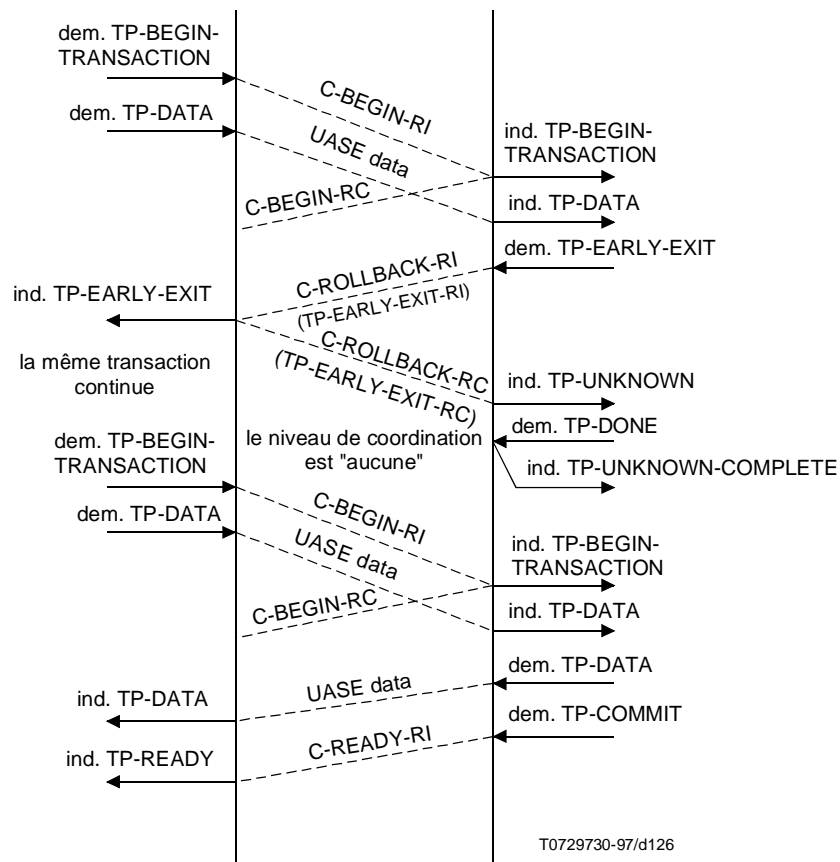 dem. TP-BEGIN-
TRANSACTION
C-BEGIN-RI
dem. TP-DATA
UASE data
ind. TP-BEGIN-
TRANSACTION
C-BEGIN-RC
ind. TP-DATA
dem. TP-EARLY-EXIT
C-ROLLBACK-RI
(TP-EARLY-EXIT-RI)
ind. TP-EARLY-EXIT
C-ROLLBACK-RC
(TP-EARLY-EXIT-RC)
la même transaction
continue
ind. TP-UNKNOWN
dem. TP-DONE
le niveau de coordination
est "aucune"
ind. TP-UNKNOWN-COMPLETE
dem. TP-BEGIN-
TRANSACTION
C-BEGIN-RI
dem. TP-DATA
UASE data
ind. TP-BEGIN-
TRANSACTION
C-BEGIN-RC
ind. TP-DATA
dem. TP-DATA
UASE data
ind. TP-DATA
dem. TP-COMMIT
C-READY-RI
ind. TP-READY
T0729730-97/d126